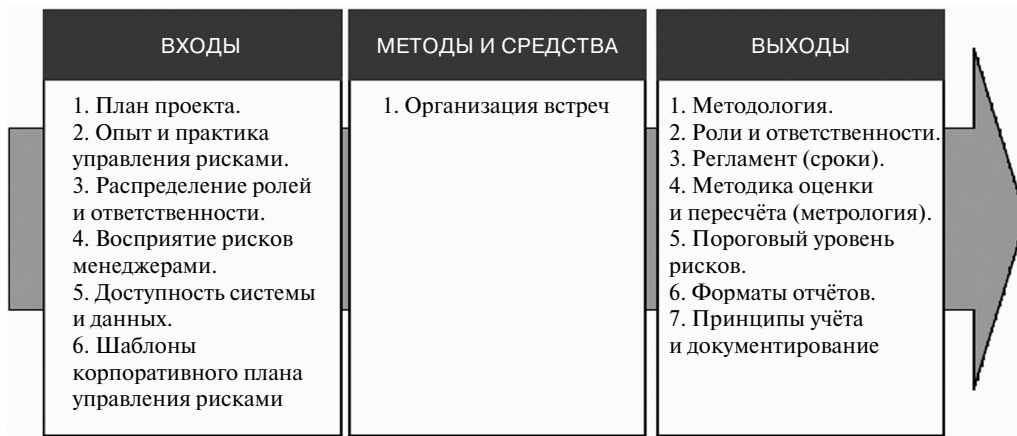 ВХОДЫ
1. План проекта.
2. Опыт и практика
управления рисками.
3. Распределение ролей
и ответственности.
4. Восприятие рисков
менеджерами.
5. Доступность системы
и данных.
6. Шаблоны
корпоративного плана
управления рисками
МЕТОДЫ И СРЕДСТВА
1. Организация встреч
ВЫХОДЫ
1. Методология.
2. Роли и ответственности.
3. Регламент (сроки).
4. Методика оценки
и пересчёта (метрология).
5. Пороговый уровень
рисков.
6. Форматы отчётов.
7. Принципы учёта
и документирование